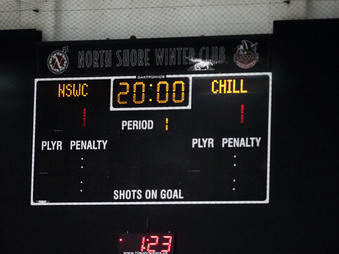 NORTH SHORE WINTER CLUB
DAKTRONICS
NSWC 20:00 CHILL
PERIOD 1
PLYR PENALTY PLYR PENALTY
SHOTS ON GOAL
1:23